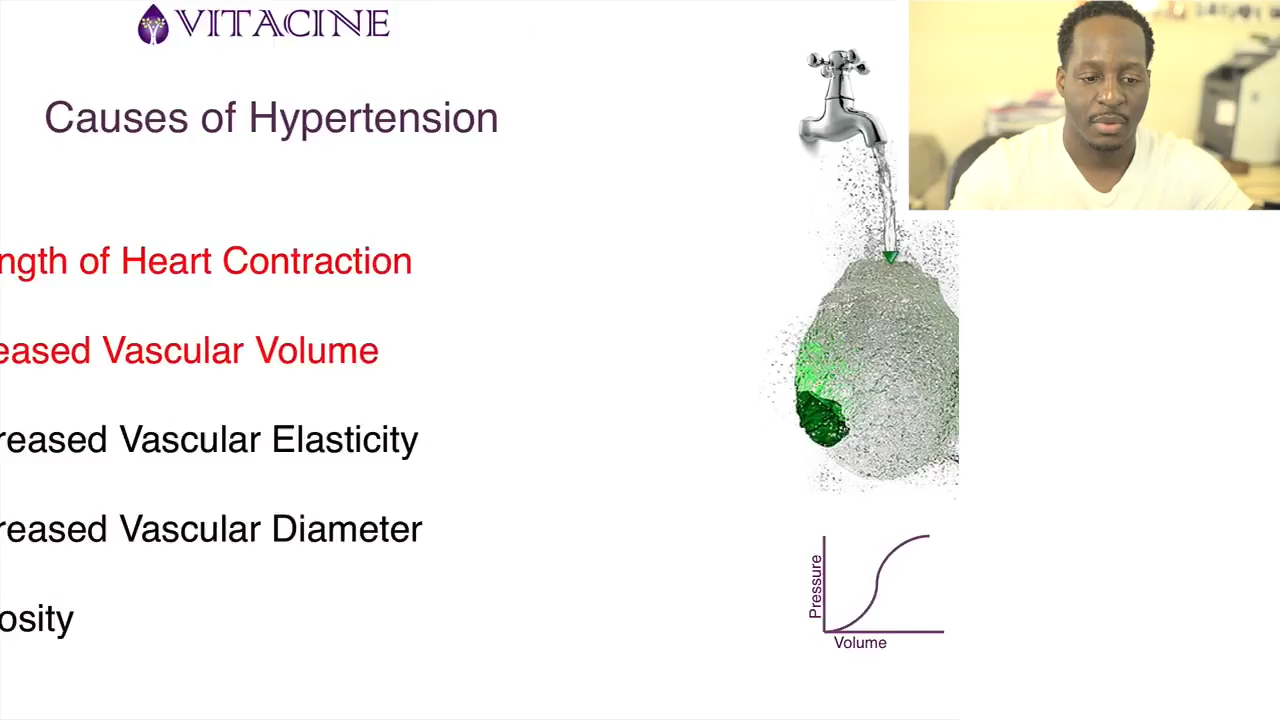 VITACINE
Causes of Hypertension
ngth of Heart Contraction
eased Vascular Volume
reased Vascular Elasticity
reased Vascular Diameter
osity
Pressure
Volume